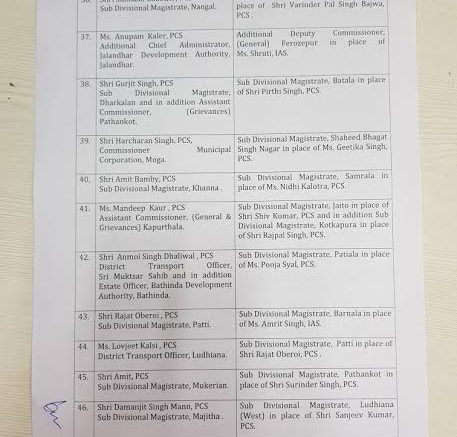 Sub Divisional Magistrate, Nangal.
place of Shri Varinder Pal Singh Bajwa,
PCS .
37.
Ms. Anupam Kaler, PCS
Additional Chief Administrator,
Jalandhar Development Authority,
Jalandhar.
Additional Deputy Commissioner,
(General) Ferozepur in place of
Ms. Shruti, IAS.
38.
Shri Gurjit Singh, PCS
Sub Divisional Magistrate,
Dharkalan and in addition Assistant
Commissioner, (Grievances)
Pathankot.
Sub Divisional Magistrate, Batala in place
of Shri Pirthi Singh, PCS.
39.
Shri Harcharan Singh, PCS,
Commissioner Municipal
Corporation, Moga.
Sub Divisional Magistrate, Shaheed Bhagat
Singh Nagar in place of Ms. Geetika Singh,
PCS.
40.
Shri Amit Bamby, PCS
Sub Divisional Magistrate, Khanna .
Sub Divisional Magistrate, Samrala in
place of Ms. Nidhi Kalotra, PCS.
41.
Ms. Mandeep Kaur , PCS
Assistant Commissioner, (General &
Grievances) Kapurthala.
Sub Divisional Magistrate, Jaito in place of
Shri Shiv Kumar, PCS and in addition Sub
Divisional Magistrate, Kotkapura in place
of Shri Rajpal Singh, PCS.
42.
Shri Anmol Singh Dhaliwal , PCS
District Transport Officer,
Sri Muktsar Sahib and in addition
Estate Officer, Bathinda Development
Authority, Bathinda.
Sub Divisional Magistrate, Patiala in place
of Ms. Pooja Syal, PCS.
43.
Shri Rajat Oberoi , PCS
Sub Divisional Magistrate, Patti.
Sub Divisional Magistrate, Barnala in place
of Ms. Amrit Singh, IAS.
44.
Ms. Lovjeet Kalsi , PCS
District Transport Officer, Ludhiana.
Sub Divisional Magistrate, Patti in place of
Shri Rajat Oberoi, PCS .
45.
Shri Amit, PCS
Sub Divisional Magistrate, Mukerian.
Sub Divisional Magistrate, Pathankot in
place of Shri Surinder Singh, PCS.
46.
Shri Damanjit Singh Mann, PCS
Sub Divisional Magistrate, Majitha .
Sub Divisional Magistrate, Ludhiana
(West) in place of Shri Sanjeev Kumar,
PCS.